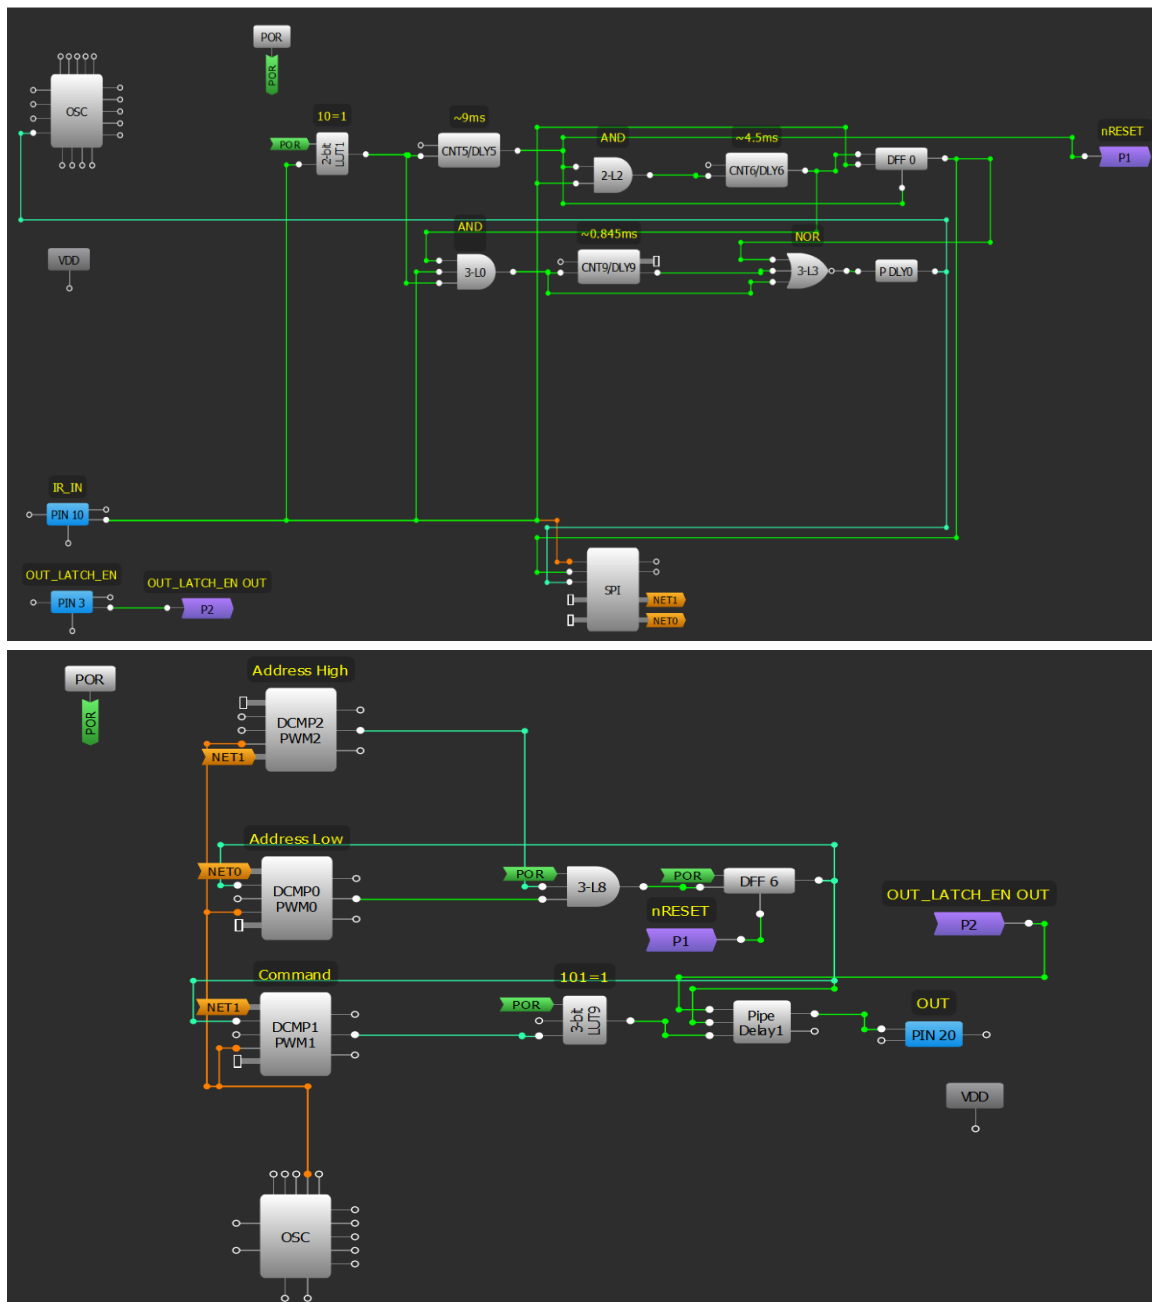 POR
POR
OSC
10=1
POR
2-bit
LUT1
~9ms
CNT5/DLY5
AND
2-L2
~4.5ms
CNT6/DLY6
DFF 0
nRESET
P1
VDD
AND
3-L0
~0.845ms
CNT9/DLY9
NOR
3-L3
P DLY0
IR_IN
PIN 10
OUT_LATCH_EN
PIN 3
OUT_LATCH_EN OUT
P2
SPI
NET1
NET0
POR
POR
Address High
DCMP2
PWM2
NET1
Address Low
NET0
DCMP0
PWM0
POR
3-L8
POR
DFF 6
nRESET
P1
OUT_LATCH_EN OUT
P2
Command
NET1
DCMP1
PWM1
101=1
POR
3-bit
LUT9
Pipe
Delay1
OUT
PIN 20
VDD
OSC